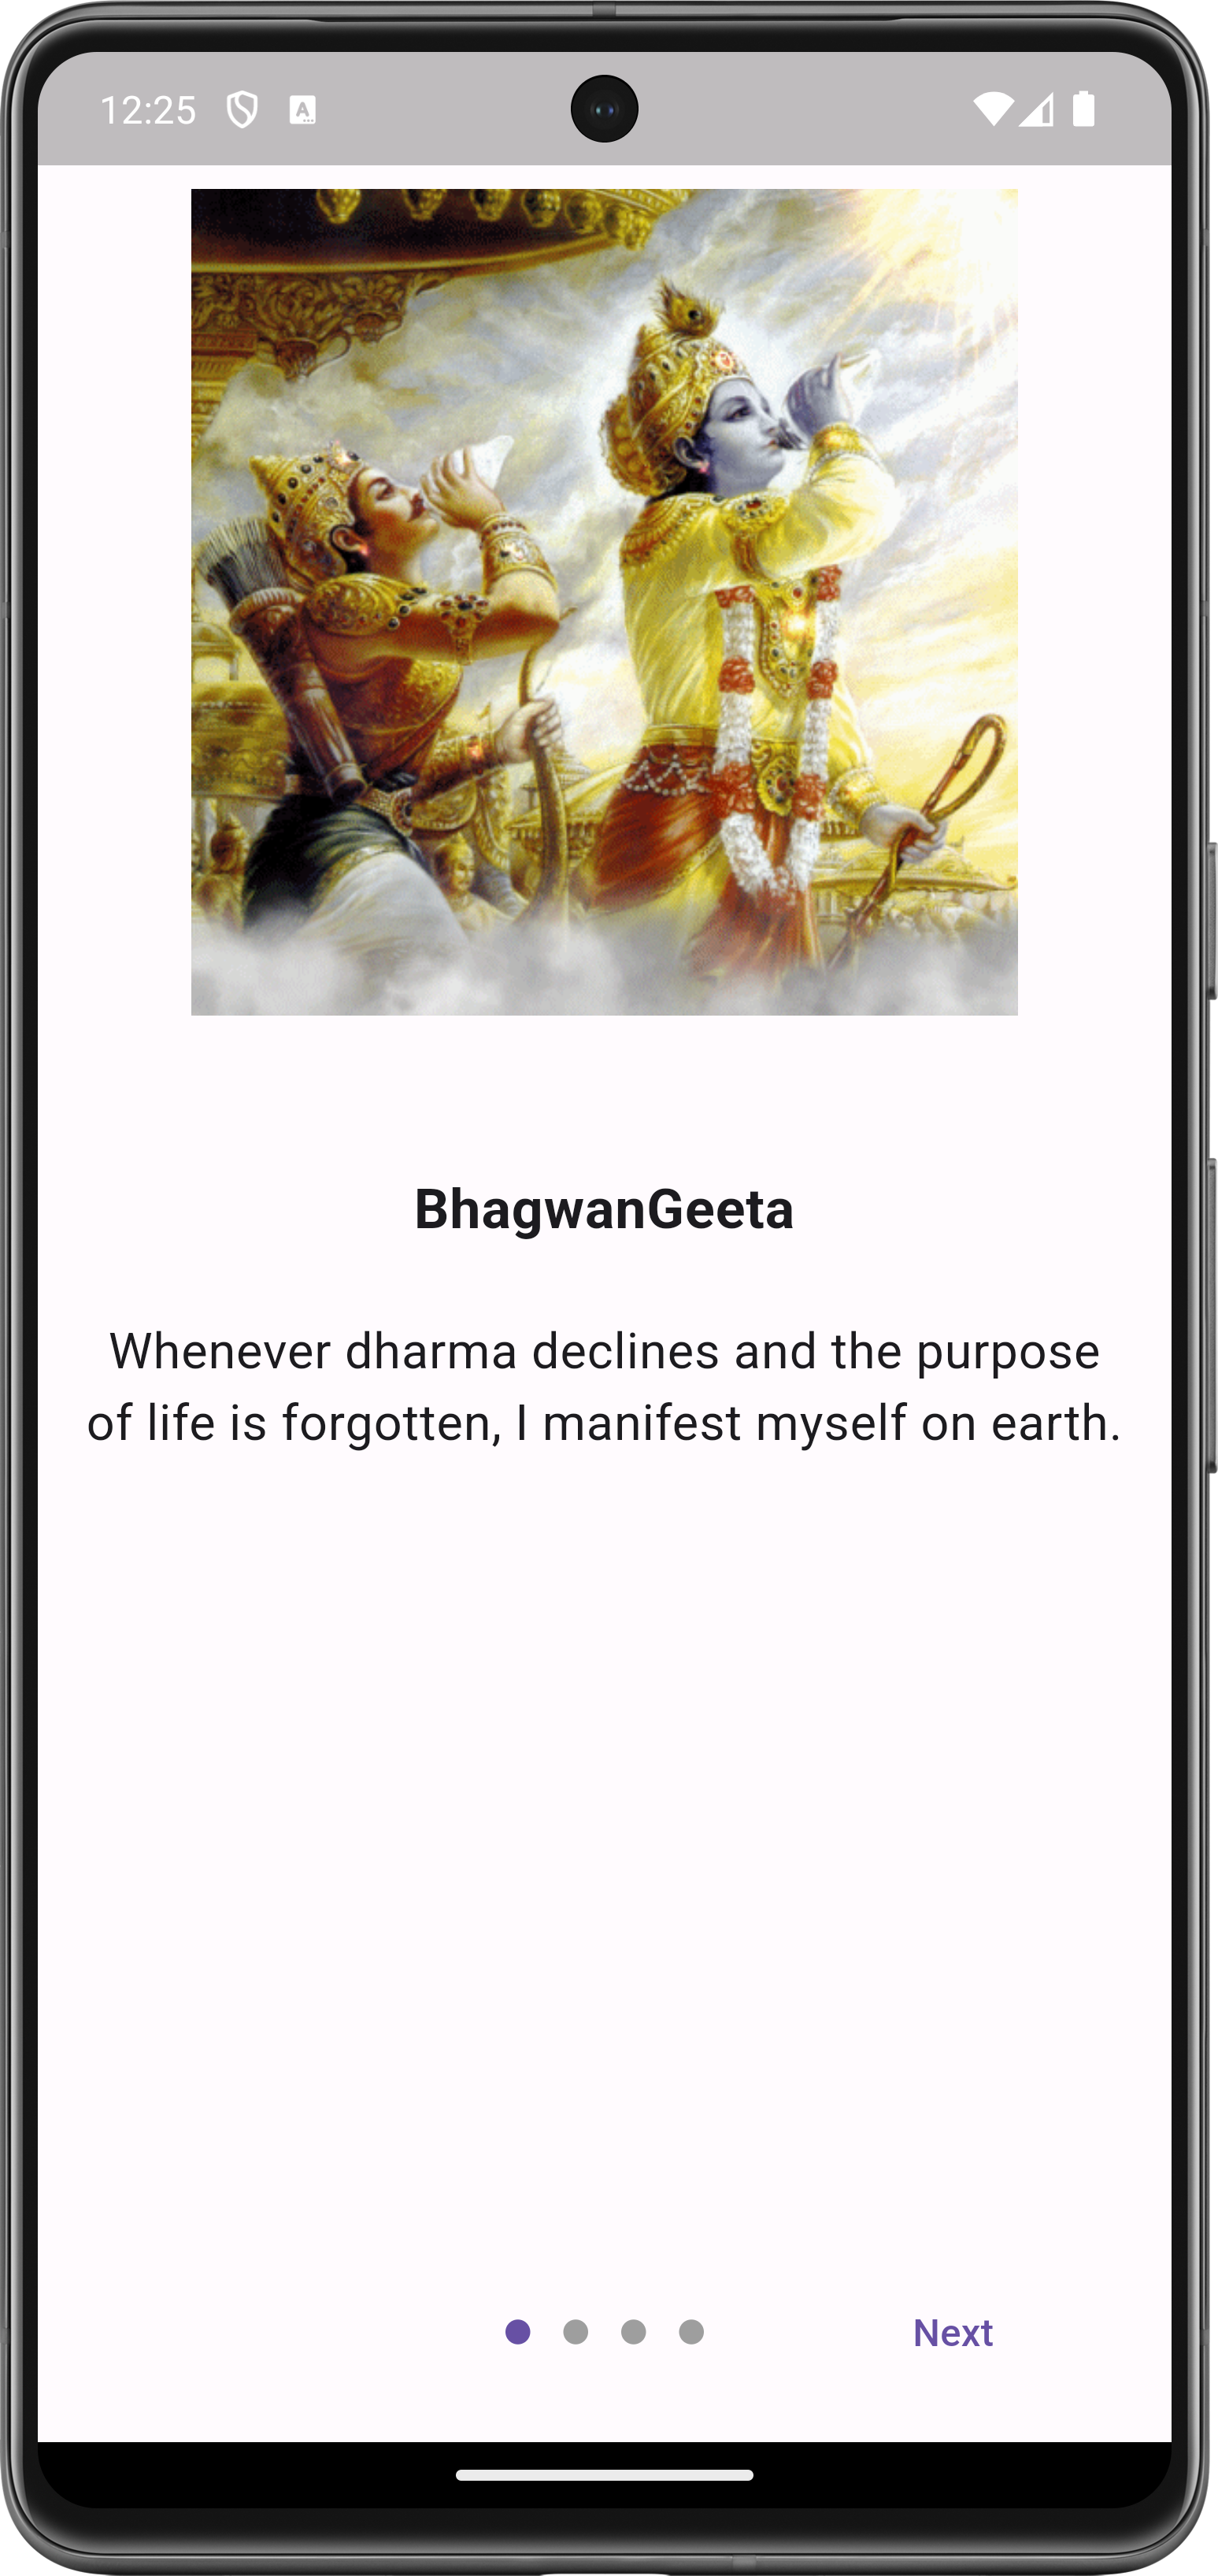 12:25
BhagwanGeeta
Whenever dharma declines and the purpose
of life is forgotten, I manifest myself on earth.
Next